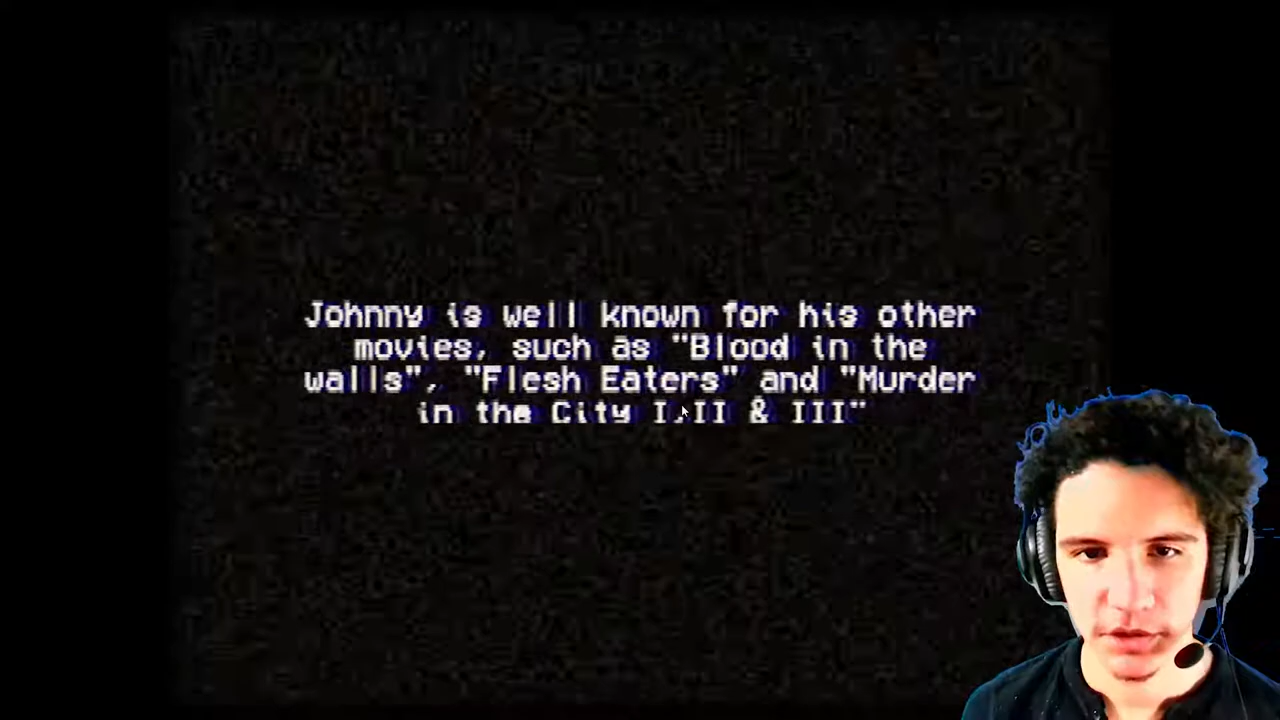 Johnny is well known for his other
movies, such as "Blood in the
walls", "Flesh Eaters" and "Murder
in the City I,II & III"